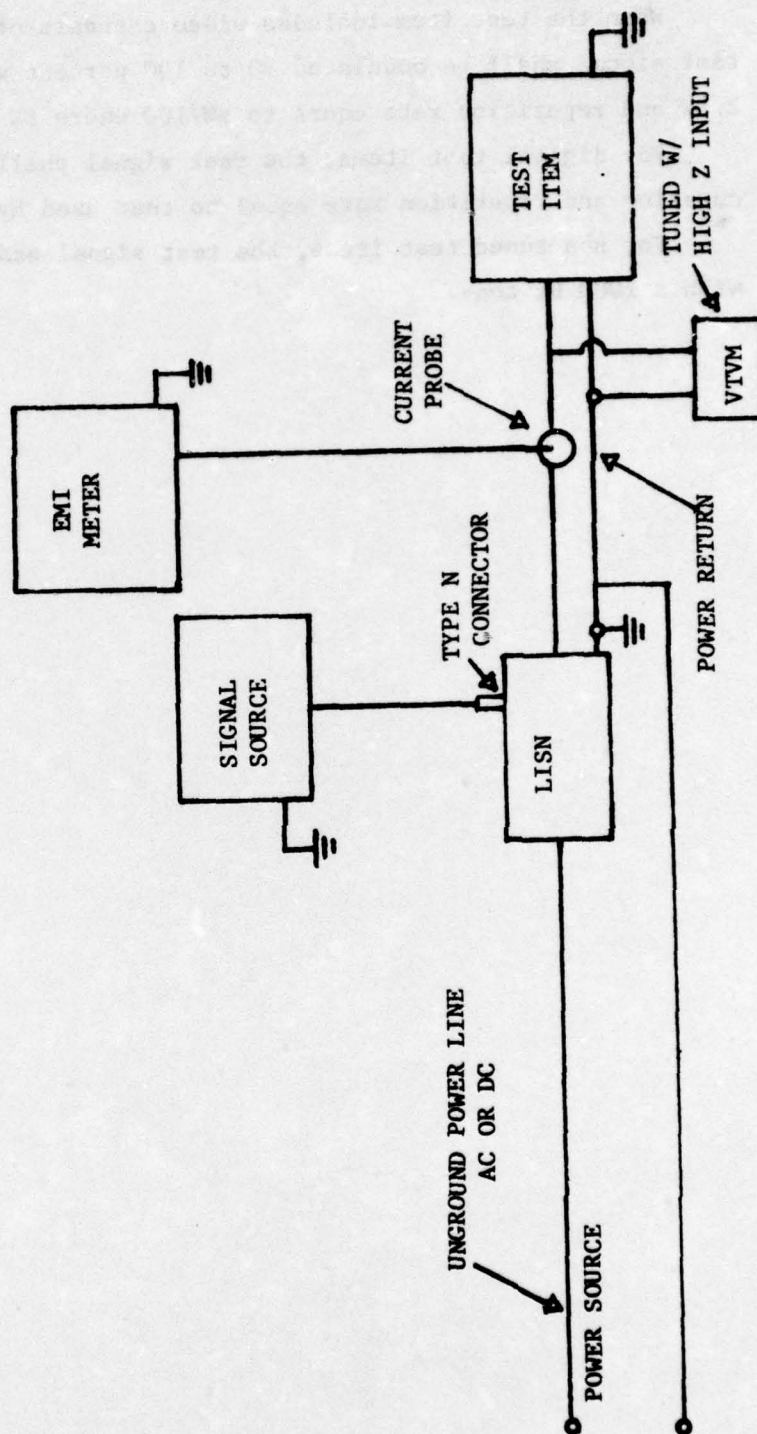 EMI
METER
SIGNAL
SOURCE
TYPE N
CONNECTOR
CURRENT
PROBE
TEST
ITEM
TUNED W/
HIGH Z INPUT
VTVM
LISN
POWER RETURN
UNGROUND POWER LINE
AC OR DC
POWER SOURCE